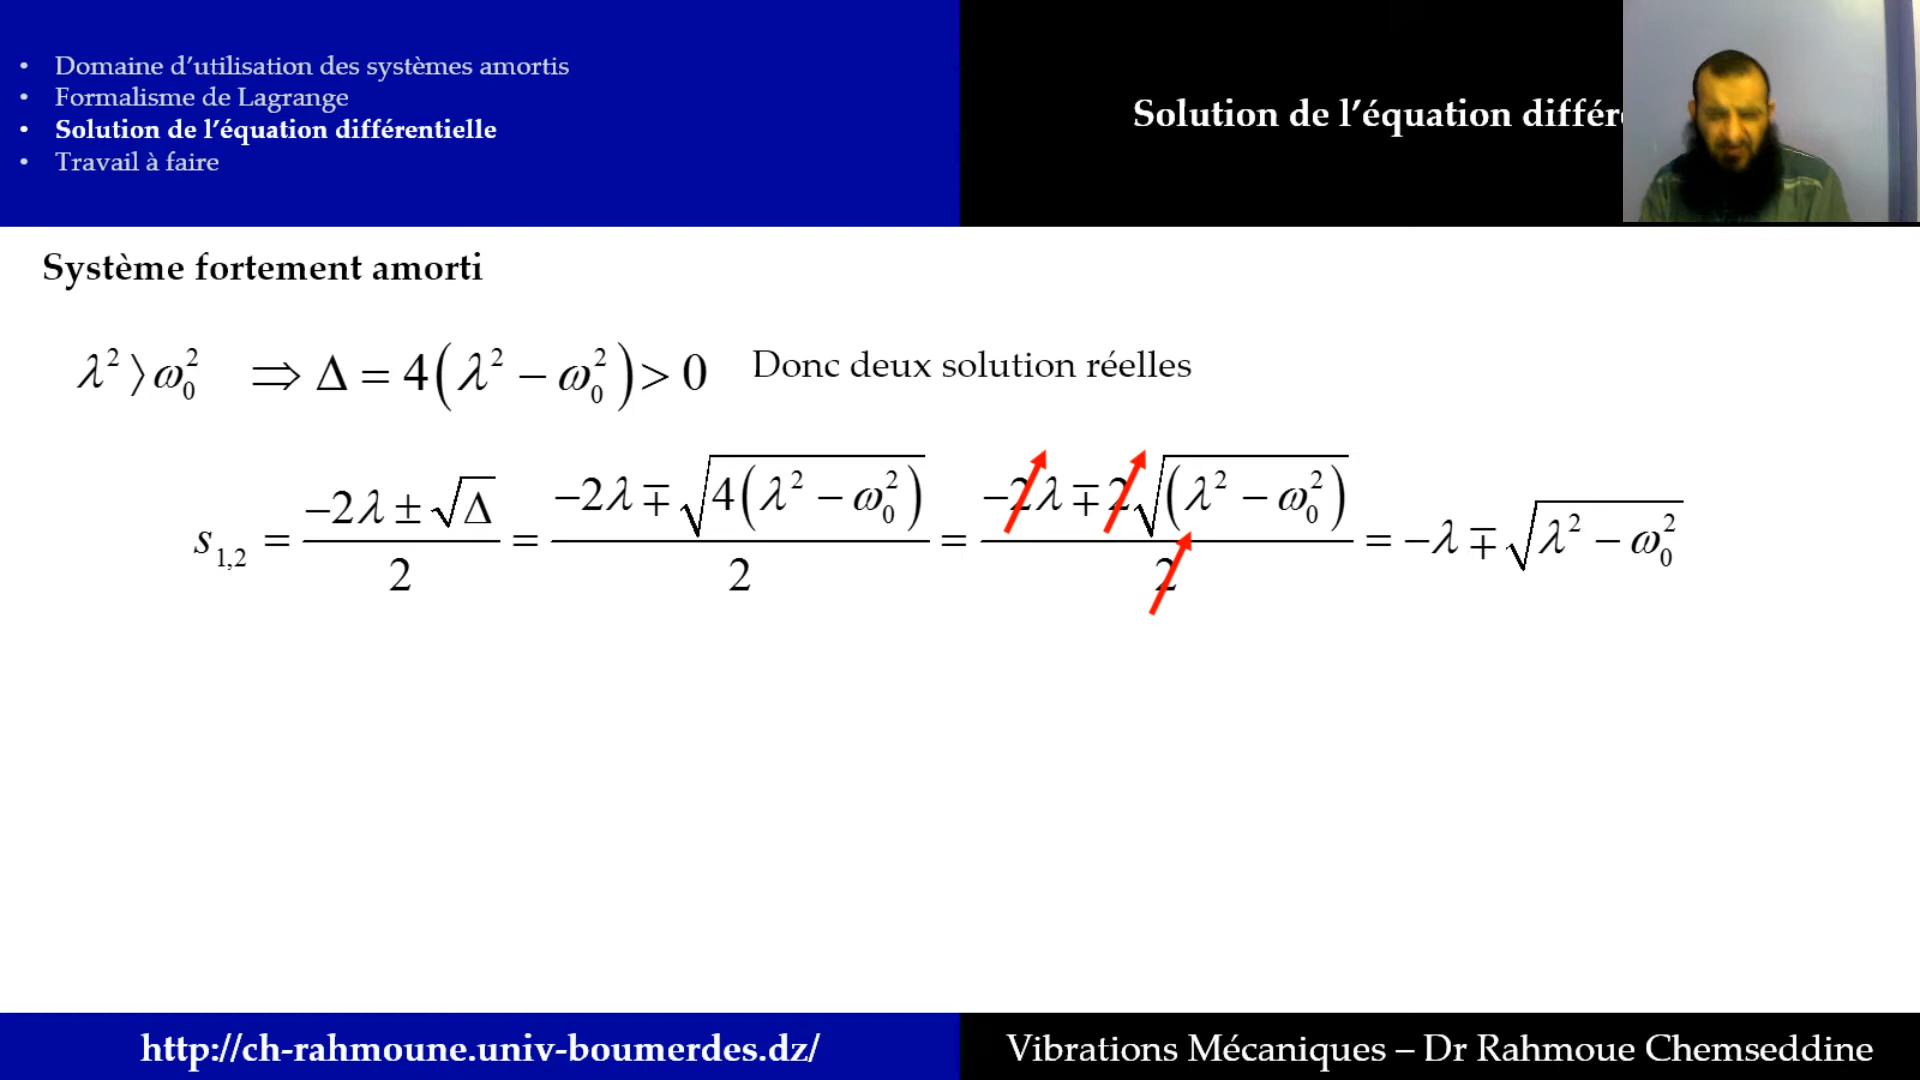 • Domaine d’utilisation des systèmes amortis
• Formalisme de Lagrange
• Solution de l’équation différentielle
• Travail à faire
Solution de l’équation différe
Système fortement amorti
λ² ⟩ ω₀² ⇒ Δ = 4(λ² − ω₀²) > 0 Donc deux solution réelles
s₁,₂ = (−2λ ± √Δ)/2 = (−2λ ∓ √(4(λ² − ω₀²)))/2 = (−2λ ∓ 2√((λ² − ω₀²)))/2 = −λ ∓ √(λ² − ω₀²)
http://ch-rahmoune.univ-boumerdes.dz/
Vibrations Mécaniques – Dr Rahmoue Chemseddine